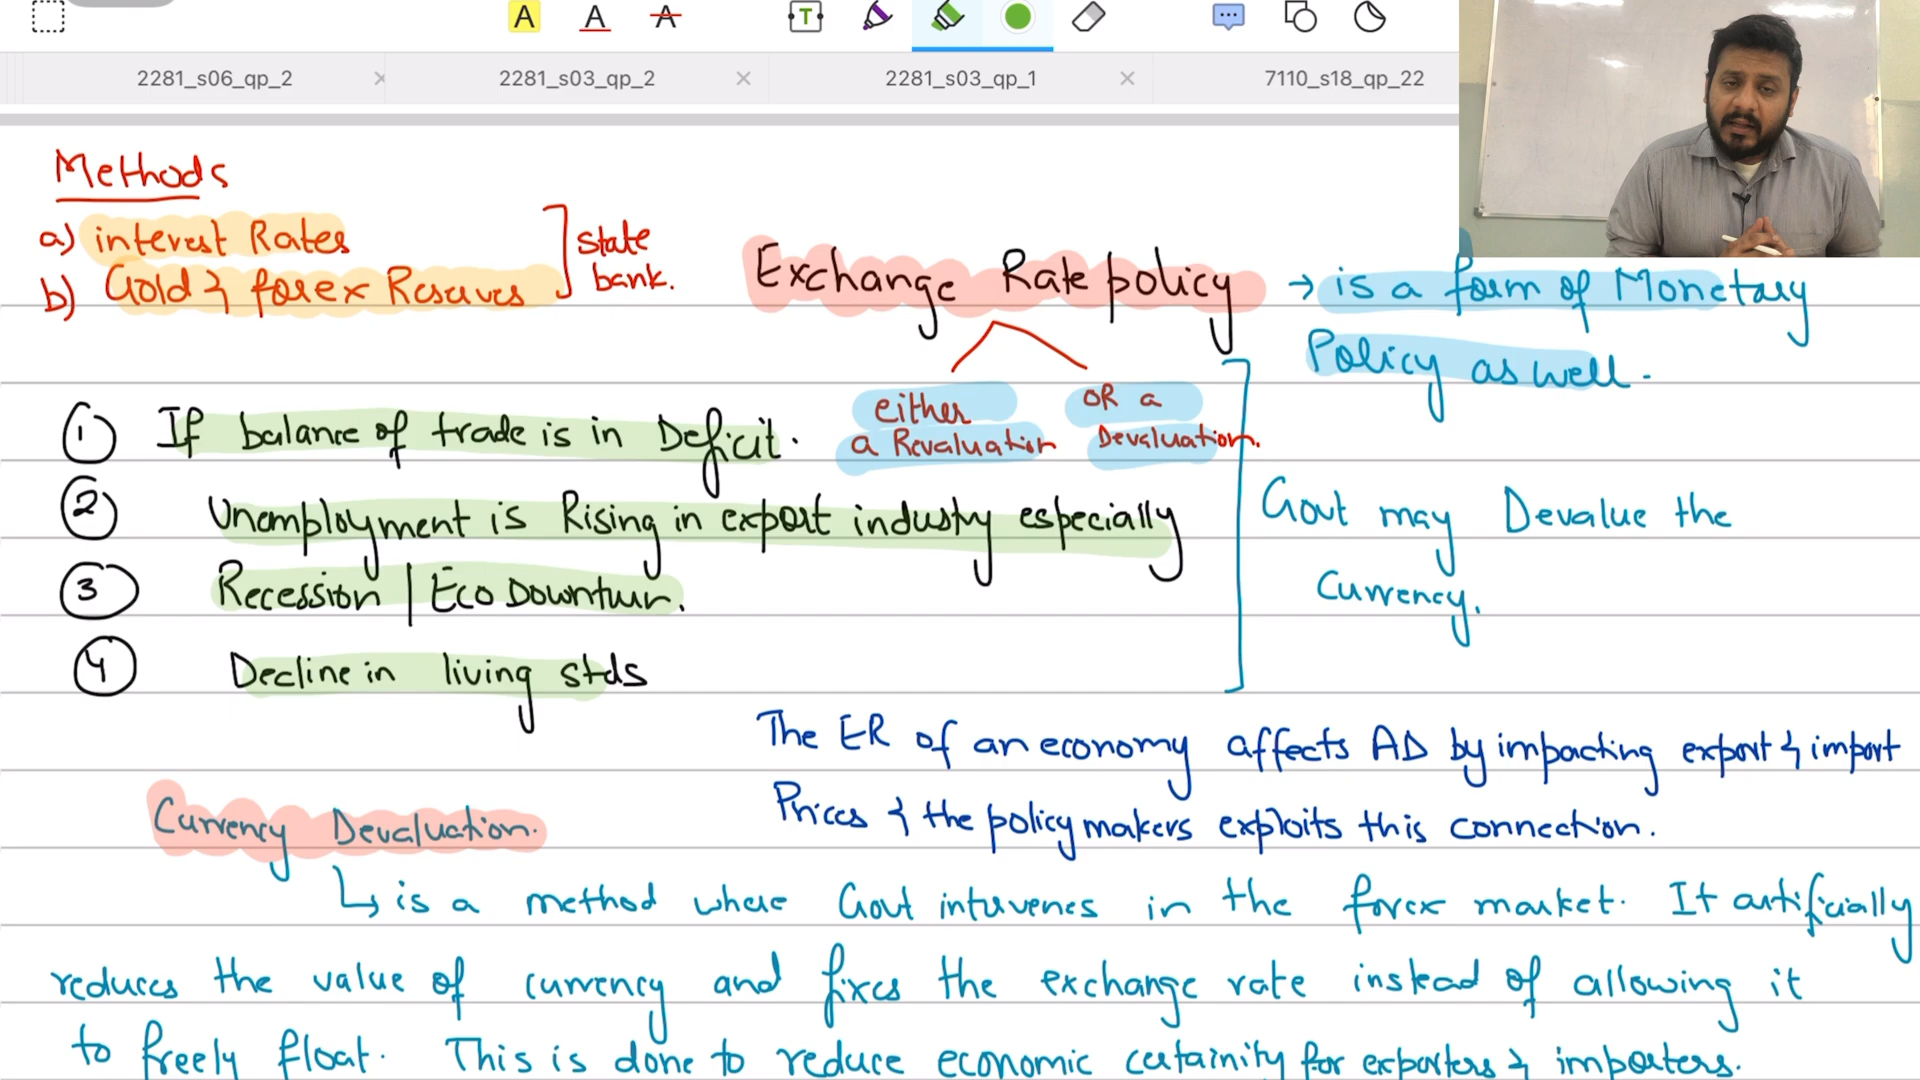 2281_s06_qp_2
2281_s03_qp_2
2281_s03_qp_1
7110_s18_qp_22
Methods
a) interest Rates
b) Gold & forex Reserves
state bank.
Exchange Rate policy → is a form of Monetary
Policy as well.
either a Revaluation
OR a Devaluation.
① If balance of trade is in Deficit.
② Unemployment is Rising in export industy especially
③ Recession | Eco Downturn.
④ Decline in living stds
Govt may Devalue the
Currency.
The ER of an economy affects AD by impacting export & import
Prices & the policy makers exploits this connection.
Currency Devaluation.
↳ is a method where Govt intervenes in the forex market. It artificially
reduces the value of currency and fixes the exchange rate instead of allowing it
to freely float. This is done to reduce economic certainity for exporters & importers.